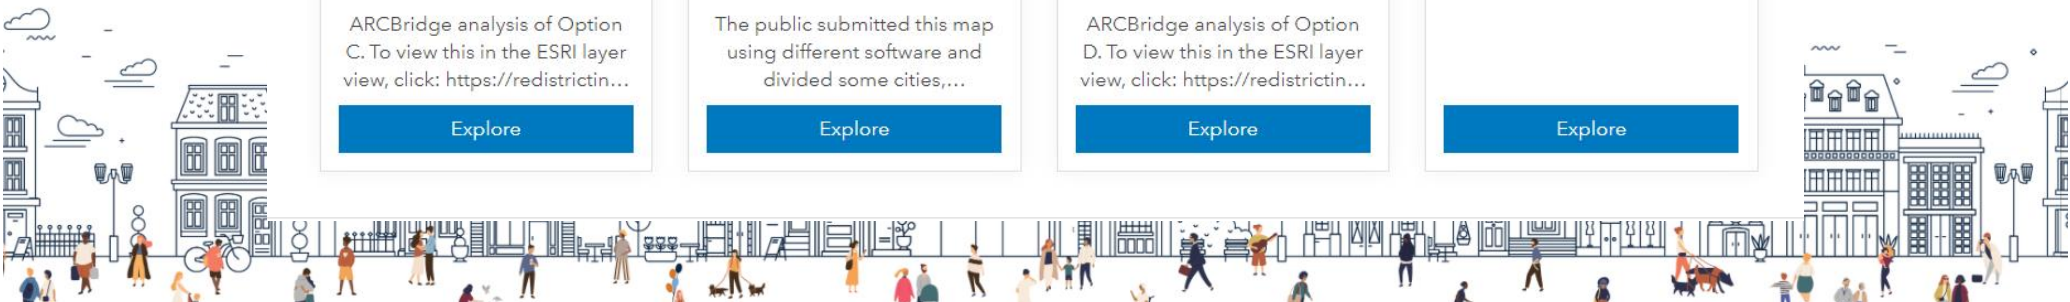 ARCBridge analysis of Option
C. To view this in the ESRI layer
view, click: https://redistrictin...
Explore
The public submitted this map
using different software and
divided some cities,...
Explore
ARCBridge analysis of Option
D. To view this in the ESRI layer
view, click: https://redistrictin...
Explore
Explore